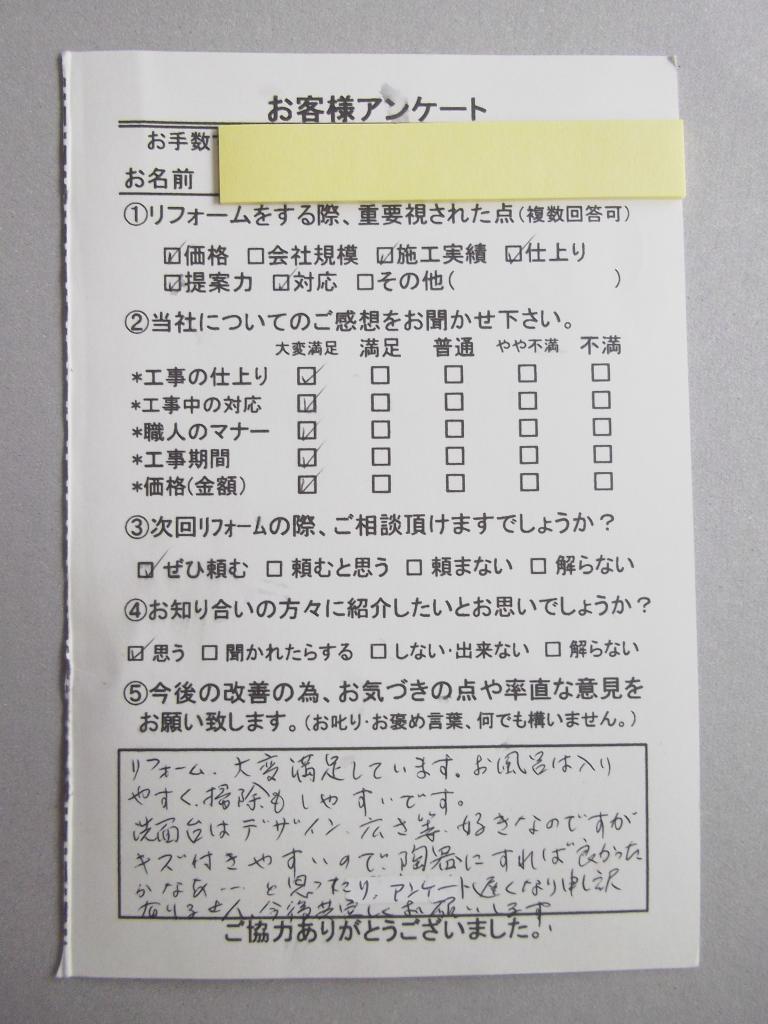 お客様アンケート
お手数
お名前
①リフォームをする際、重要視された点(複数回答可)
☑価格 □会社規模 ☑施工実績 ☑仕上り
☑提案力 ☑対応 □その他( )
②当社についてのご感想をお聞かせ下さい。
大変満足 満足 普通 やや不満 不満
*工事の仕上り ☑ □ □ □ □
*工事中の対応 ☑ □ □ □ □
*職人のマナー ☑ □ □ □ □
*工事期間 ☑ □ □ □ □
*価格(金額) ☑ □ □ □ □
③次回リフォームの際、ご相談頂けますでしょうか?
☑ ぜひ頼む □ 頼むと思う □ 頼まない □ 解らない
④お知り合いの方々に紹介したいとお思いでしょうか?
☑ 思う □ 聞かれたらする □ しない・出来ない □ 解らない
⑤今後の改善の為、お気づきの点や率直な意見を
お願い致します。(お叱り・お褒め言葉、何でも構いません。)
リフォーム、大変満足しています。お風呂は入り
やすく、掃除もしやすいです。
洗面台はデザイン、広さ等、好きなのですが
キズ付きやすいので、陶器にすれば良かった
かなぁ…と思ったり、アンケート遅くなり申し訳
ありません、今後共宜しくお願いします
ご協力ありがとうございました。